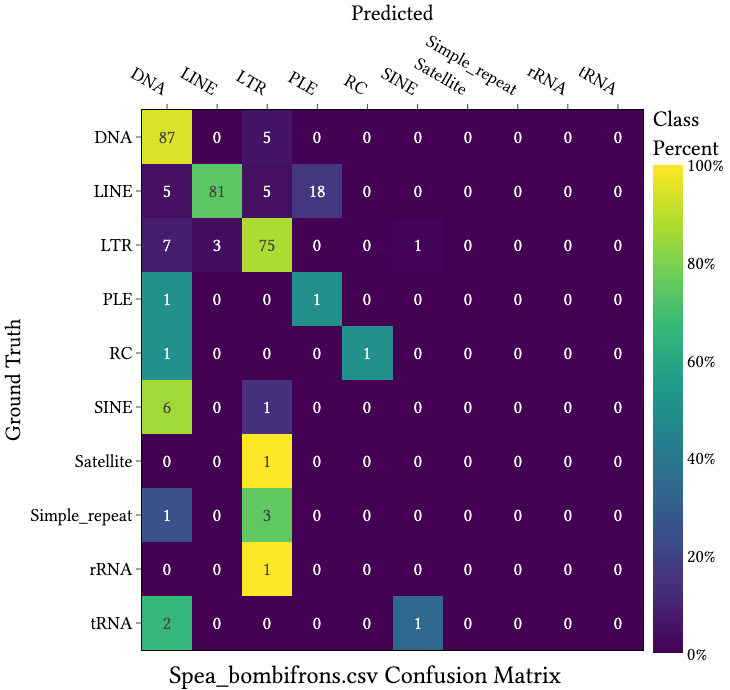 Predicted
DNA LINE LTR PLE RC SINE Satellite Simple_repeat rRNA tRNA
Class
Percent
Ground Truth
DNA 87 0 5 0 0 0 0 0 0 0
LINE 5 81 5 18 0 0 0 0 0 0
LTR 7 3 75 0 0 1 0 0 0 0
PLE 1 0 0 1 0 0 0 0 0 0
RC 1 0 0 0 1 0 0 0 0 0
SINE 6 0 1 0 0 0 0 0 0 0
Satellite 0 0 1 0 0 0 0 0 0 0
Simple_repeat 1 0 3 0 0 0 0 0 0 0
rRNA 0 0 1 0 0 0 0 0 0 0
tRNA 2 0 0 0 0 1 0 0 0 0
100%
80%
60%
40%
20%
0%
Spea_bombifrons.csv Confusion Matrix